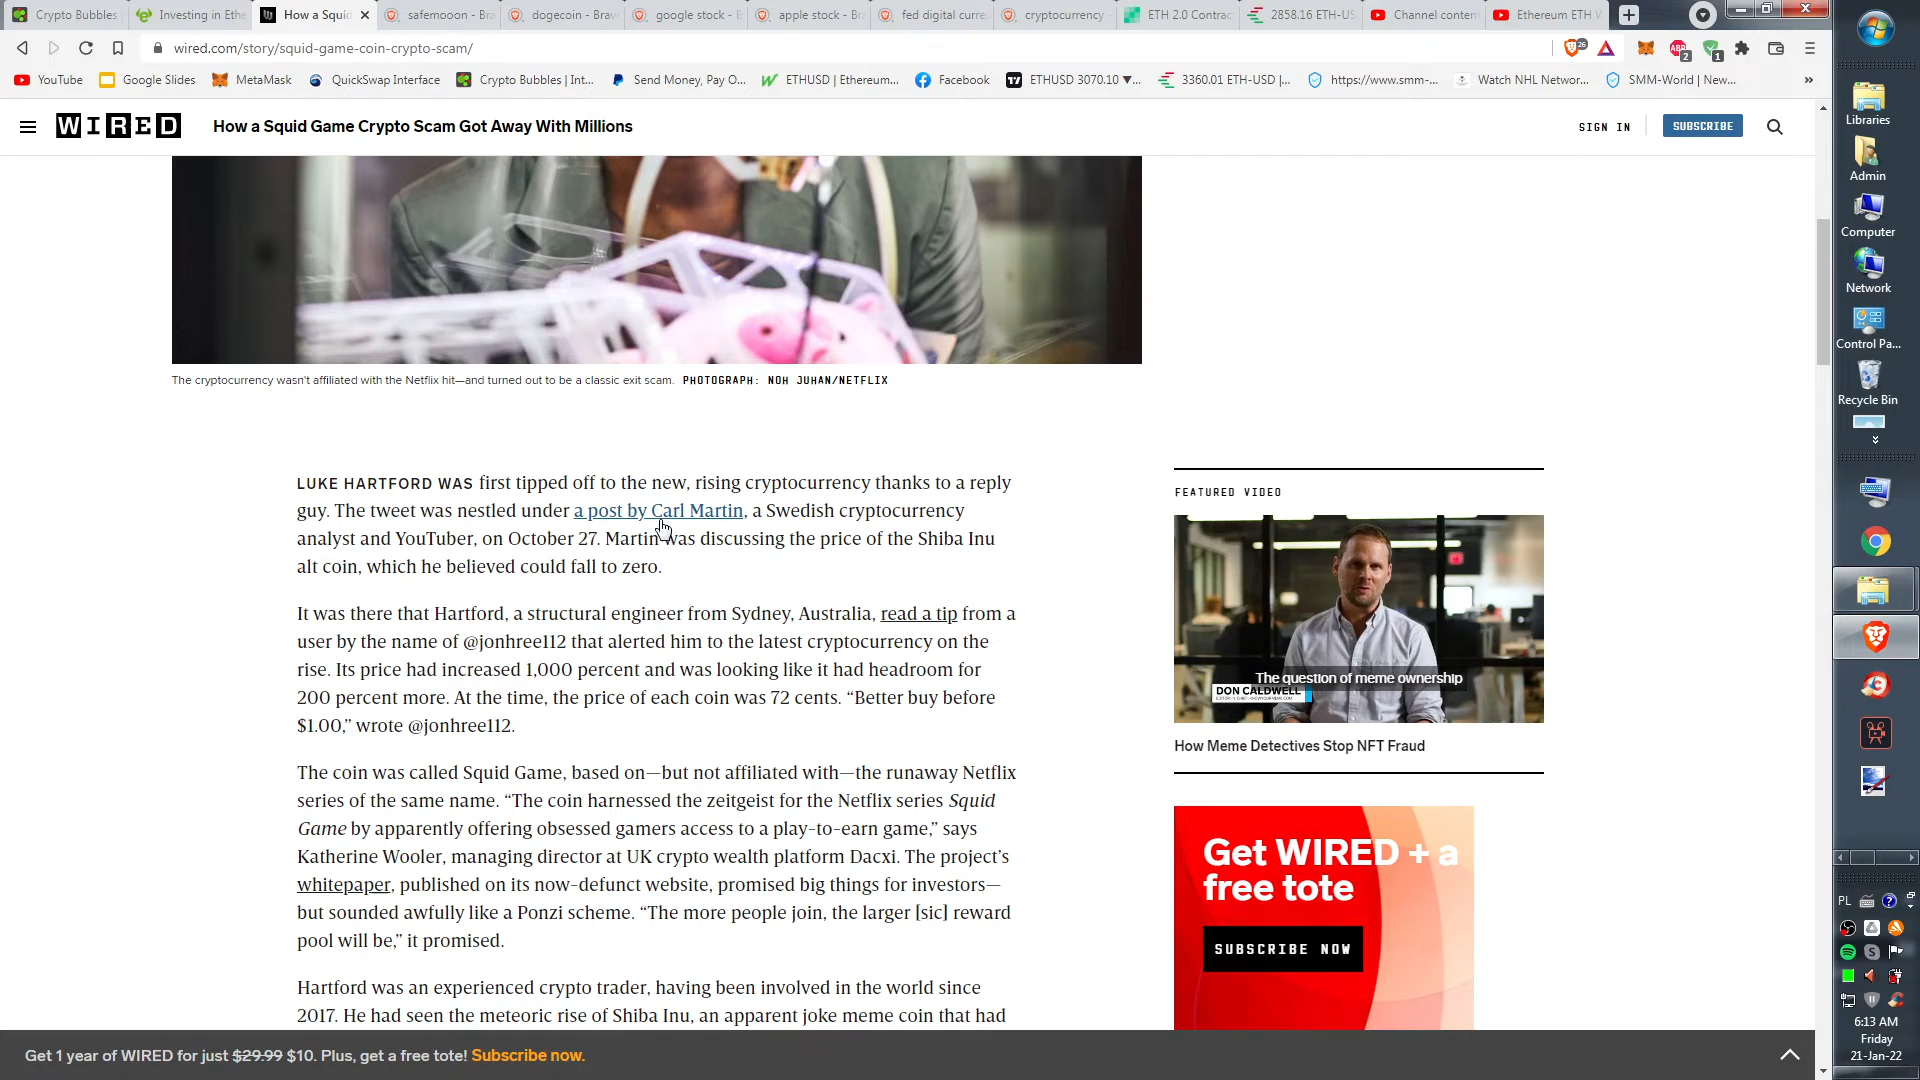 Crypto Bubbles
Investing in Ethe
How a Squid
safemooon - Bra
dogecoin - Brave
google stock - B
apple stock - Bra
fed digital curre
cryptocurrency
ETH 2.0 Contrac
2858.16 ETH-US
Channel conten
Ethereum ETH W
wired.com/story/squid-game-coin-crypto-scam/
26
ABP
2
1
YouTube
Google Slides
MetaMask
QuickSwap Interface
Crypto Bubbles | Int...
Send Money, Pay O...
ETHUSD | Ethereum...
Facebook
ETHUSD 3070.10 ▼...
3360.01 ETH-USD |...
https://www.smm-...
Watch NHL Networ...
SMM-World | New...
»
WIRED
How a Squid Game Crypto Scam Got Away With Millions
SIGN IN
SUBSCRIBE
The cryptocurrency wasn't affiliated with the Netflix hit—and turned out to be a classic exit scam. PHOTOGRAPH: NOH JUHAN/NETFLIX
LUKE HARTFORD WAS first tipped off to the new, rising cryptocurrency thanks to a reply
guy. The tweet was nestled under a post by Carl Martin, a Swedish cryptocurrency
analyst and YouTuber, on October 27. Martin was discussing the price of the Shiba Inu
alt coin, which he believed could fall to zero.
It was there that Hartford, a structural engineer from Sydney, Australia, read a tip from a
user by the name of @jonhree112 that alerted him to the latest cryptocurrency on the
rise. Its price had increased 1,000 percent and was looking like it had headroom for
200 percent more. At the time, the price of each coin was 72 cents. “Better buy before
$1.00,” wrote @jonhree112.
The coin was called Squid Game, based on—but not affiliated with—the runaway Netflix
series of the same name. “The coin harnessed the zeitgeist for the Netflix series Squid
Game by apparently offering obsessed gamers access to a play-to-earn game,” says
Katherine Wooler, managing director at UK crypto wealth platform Dacxi. The project’s
whitepaper, published on its now-defunct website, promised big things for investors—
but sounded awfully like a Ponzi scheme. “The more people join, the larger [sic] reward
pool will be,” it promised.
Hartford was an experienced crypto trader, having been involved in the world since
2017. He had seen the meteoric rise of Shiba Inu, an apparent joke meme coin that had
FEATURED VIDEO
The question of meme ownership
DON CALDWELL
How Meme Detectives Stop NFT Fraud
Get WIRED + a
free tote
SUBSCRIBE NOW
Get 1 year of WIRED for just $29.99 $10. Plus, get a free tote! Subscribe now.
Libraries
Admin
Computer
Network
Control Pa...
Recycle Bin
PL
6:13 AM
Friday
21-Jan-22